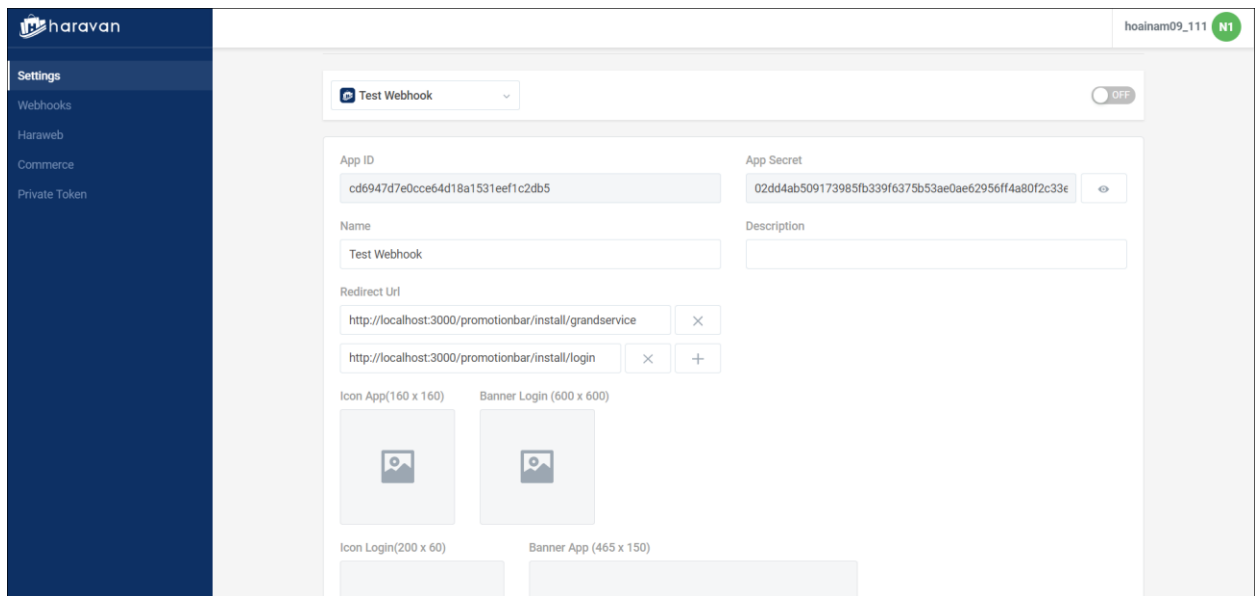 haravan
hoainam09_111 N1
Settings
Webhooks
Haraweb
Commerce
Private Token
Test Webhook
OFF
App ID
App Secret
cd6947d7e0cce64d18a1531eef1c2db5
02dd4ab509173985fb339f6375b53ae0ae62956ff4a80f2c33e
Name
Description
Test Webhook
Redirect Url
http://localhost:3000/promotionbar/install/grandservice
http://localhost:3000/promotionbar/install/login
Icon App(160 x 160)
Banner Login (600 x 600)
Icon Login(200 x 60)
Banner App (465 x 150)